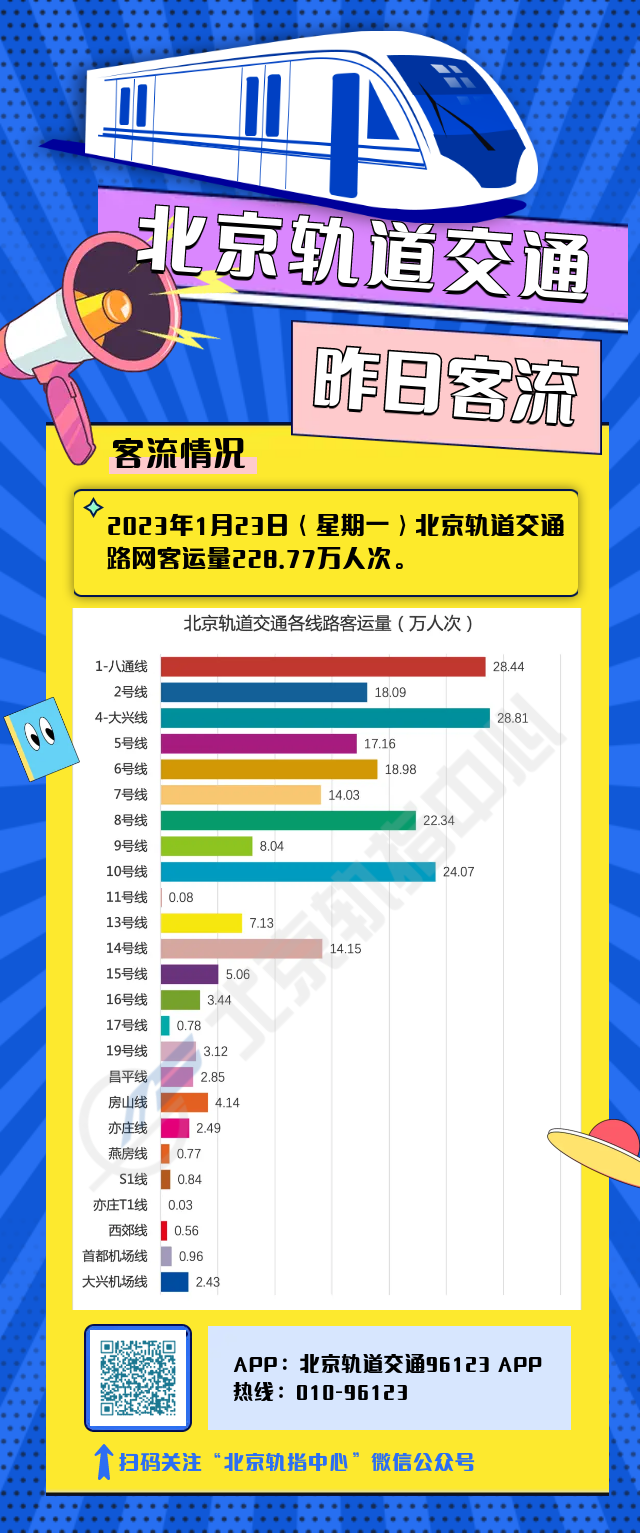 北京轨道交通
昨日客流
客流情况
2023年1月23日（星期一）北京轨道交通
路网客运量228.77万人次。
北京轨道交通各线路客运量（万人次）
1-八通线 28.44
2号线 18.09
4-大兴线 28.81
5号线 17.16
6号线 18.98
7号线 14.03
8号线 22.34
9号线 8.04
10号线 24.07
11号线 0.08
13号线 7.13
14号线 14.15
15号线 5.06
16号线 3.44
17号线 0.78
19号线 3.12
昌平线 2.85
房山线 4.14
亦庄线 2.49
燕房线 0.77
S1线 0.84
亦庄T1线 0.03
西郊线 0.56
首都机场线 0.96
大兴机场线 2.43
北京轨指中心
APP：北京轨道交通96123 APP
热线：010-96123
扫码关注“北京轨指中心”微信公众号